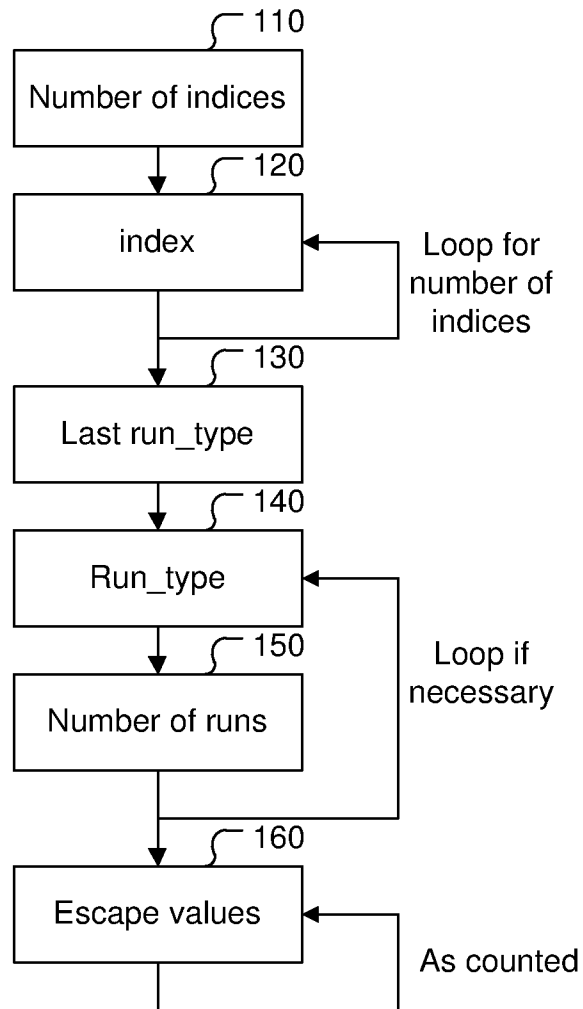 110
Number of indices
120
index
Loop for
number of
indices
130
Last run_type
140
Run_type
150
Number of runs
Loop if
necessary
160
Escape values
As counted